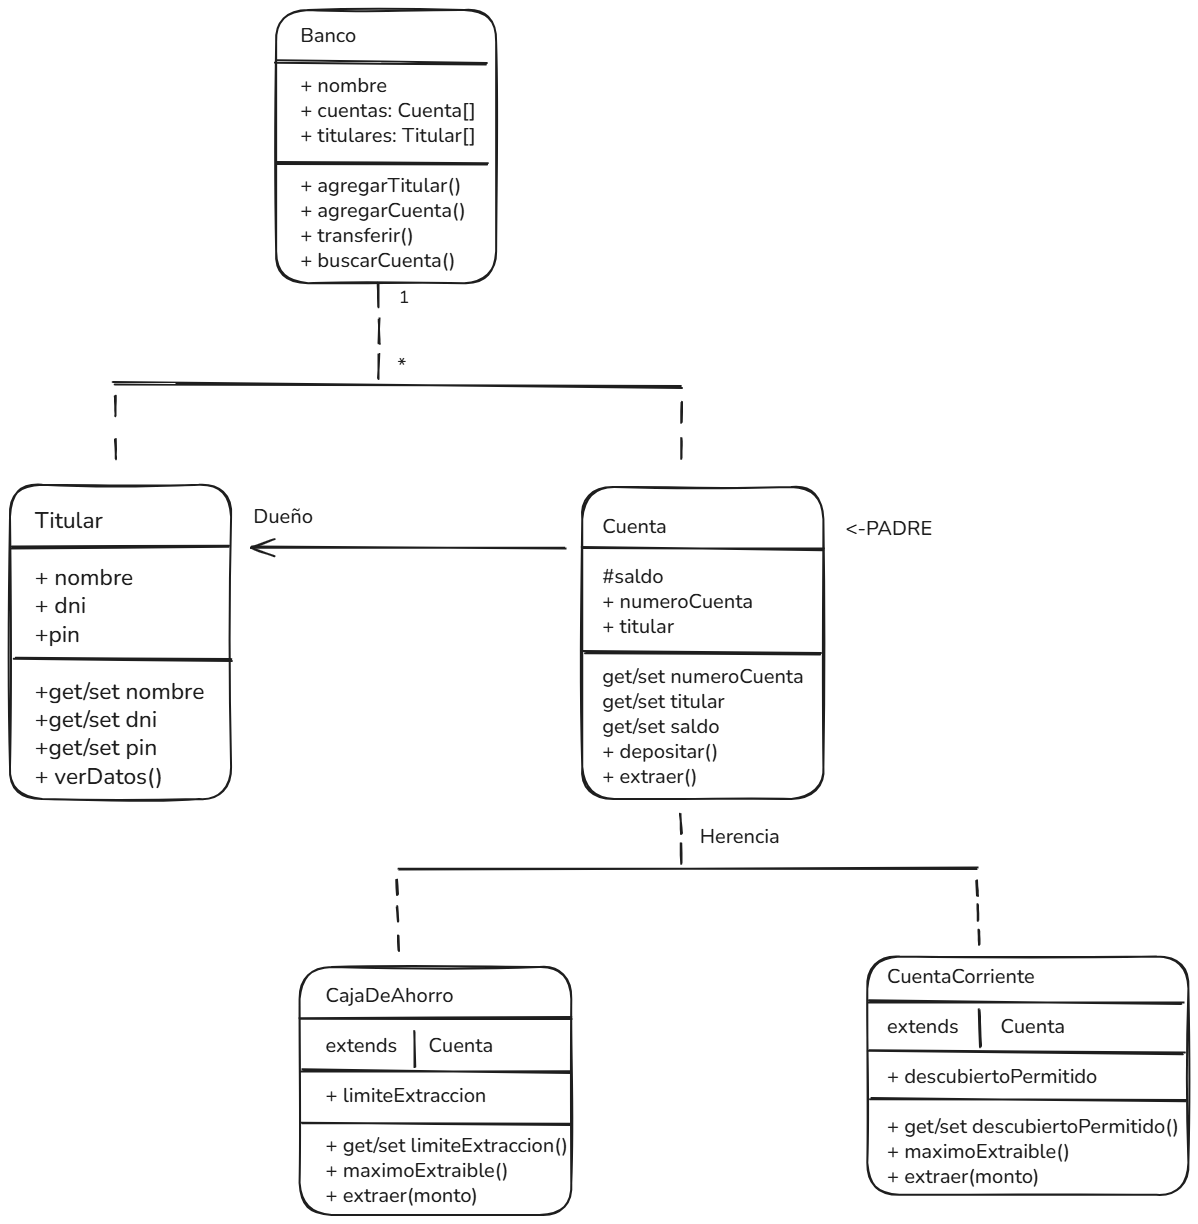 Banco
+ nombre
+ cuentas: Cuenta[]
+ titulares: Titular[]
+ agregarTitular()
+ agregarCuenta()
+ transferir()
+ buscarCuenta()
1
*
Titular
+ nombre
+ dni
+pin
+get/set nombre
+get/set dni
+get/set pin
+ verDatos()
Dueño
Cuenta
#saldo
+ numeroCuenta
+ titular
get/set numeroCuenta
get/set titular
get/set saldo
+ depositar()
+ extraer()
<-PADRE
Herencia
CajaDeAhorro
extends Cuenta
+ limiteExtraccion
+ get/set limiteExtraccion()
+ maximoExtraible()
+ extraer(monto)
CuentaCorriente
extends Cuenta
+ descubiertoPermitido
+ get/set descubiertoPermitido()
+ maximoExtraible()
+ extraer(monto)